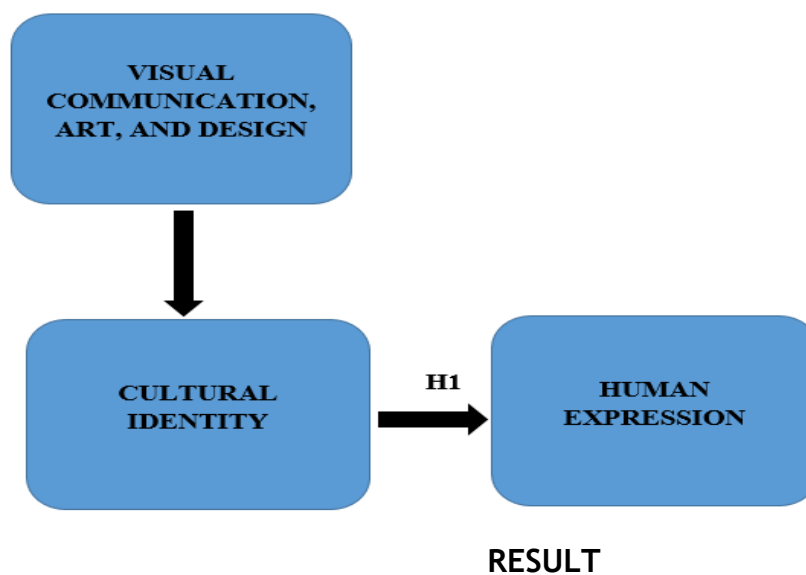 VISUAL
COMMUNICATION,
ART, AND DESIGN
CULTURAL
IDENTITY
H1
HUMAN
EXPRESSION
RESULT